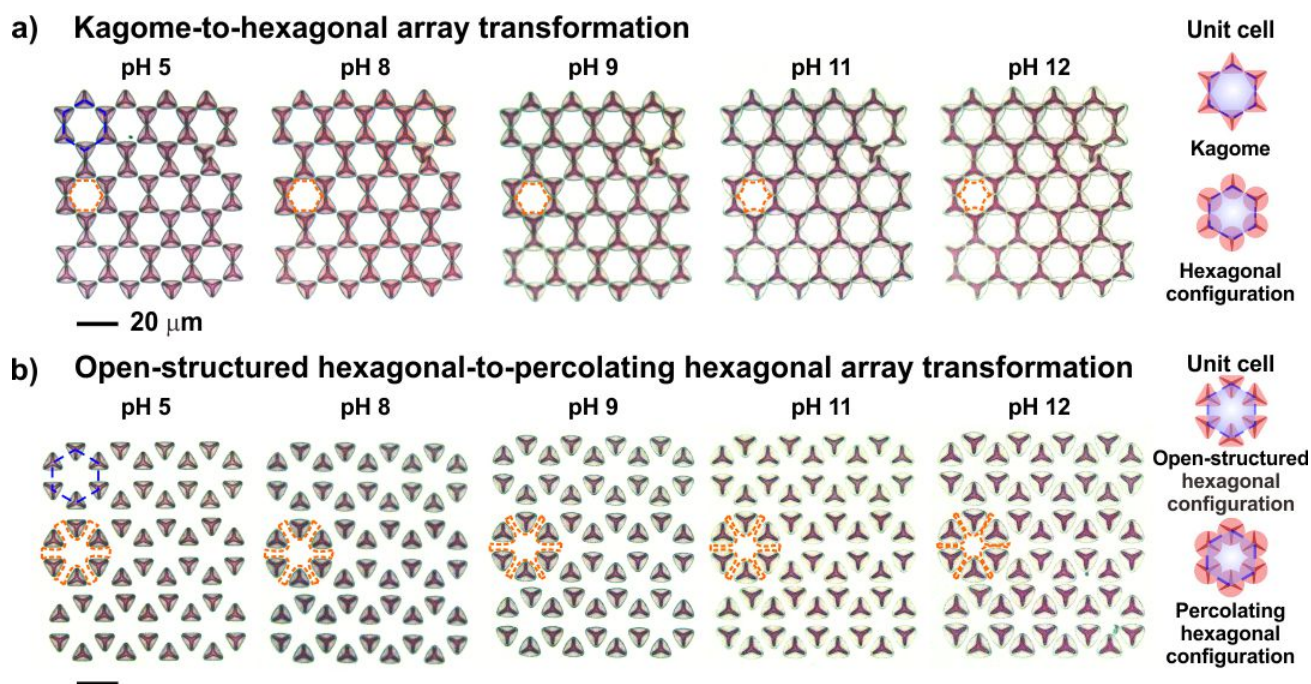 a) Kagome-to-hexagonal array transformation
Unit cell
pH 5 pH 8 pH 9 pH 11 pH 12
Kagome
Hexagonal
configuration
20 μm
b) Open-structured hexagonal-to-percolating hexagonal array transformation
Unit cell
pH 5 pH 8 pH 9 pH 11 pH 12
Open-structured
hexagonal
configuration
Percolating
hexagonal
configuration